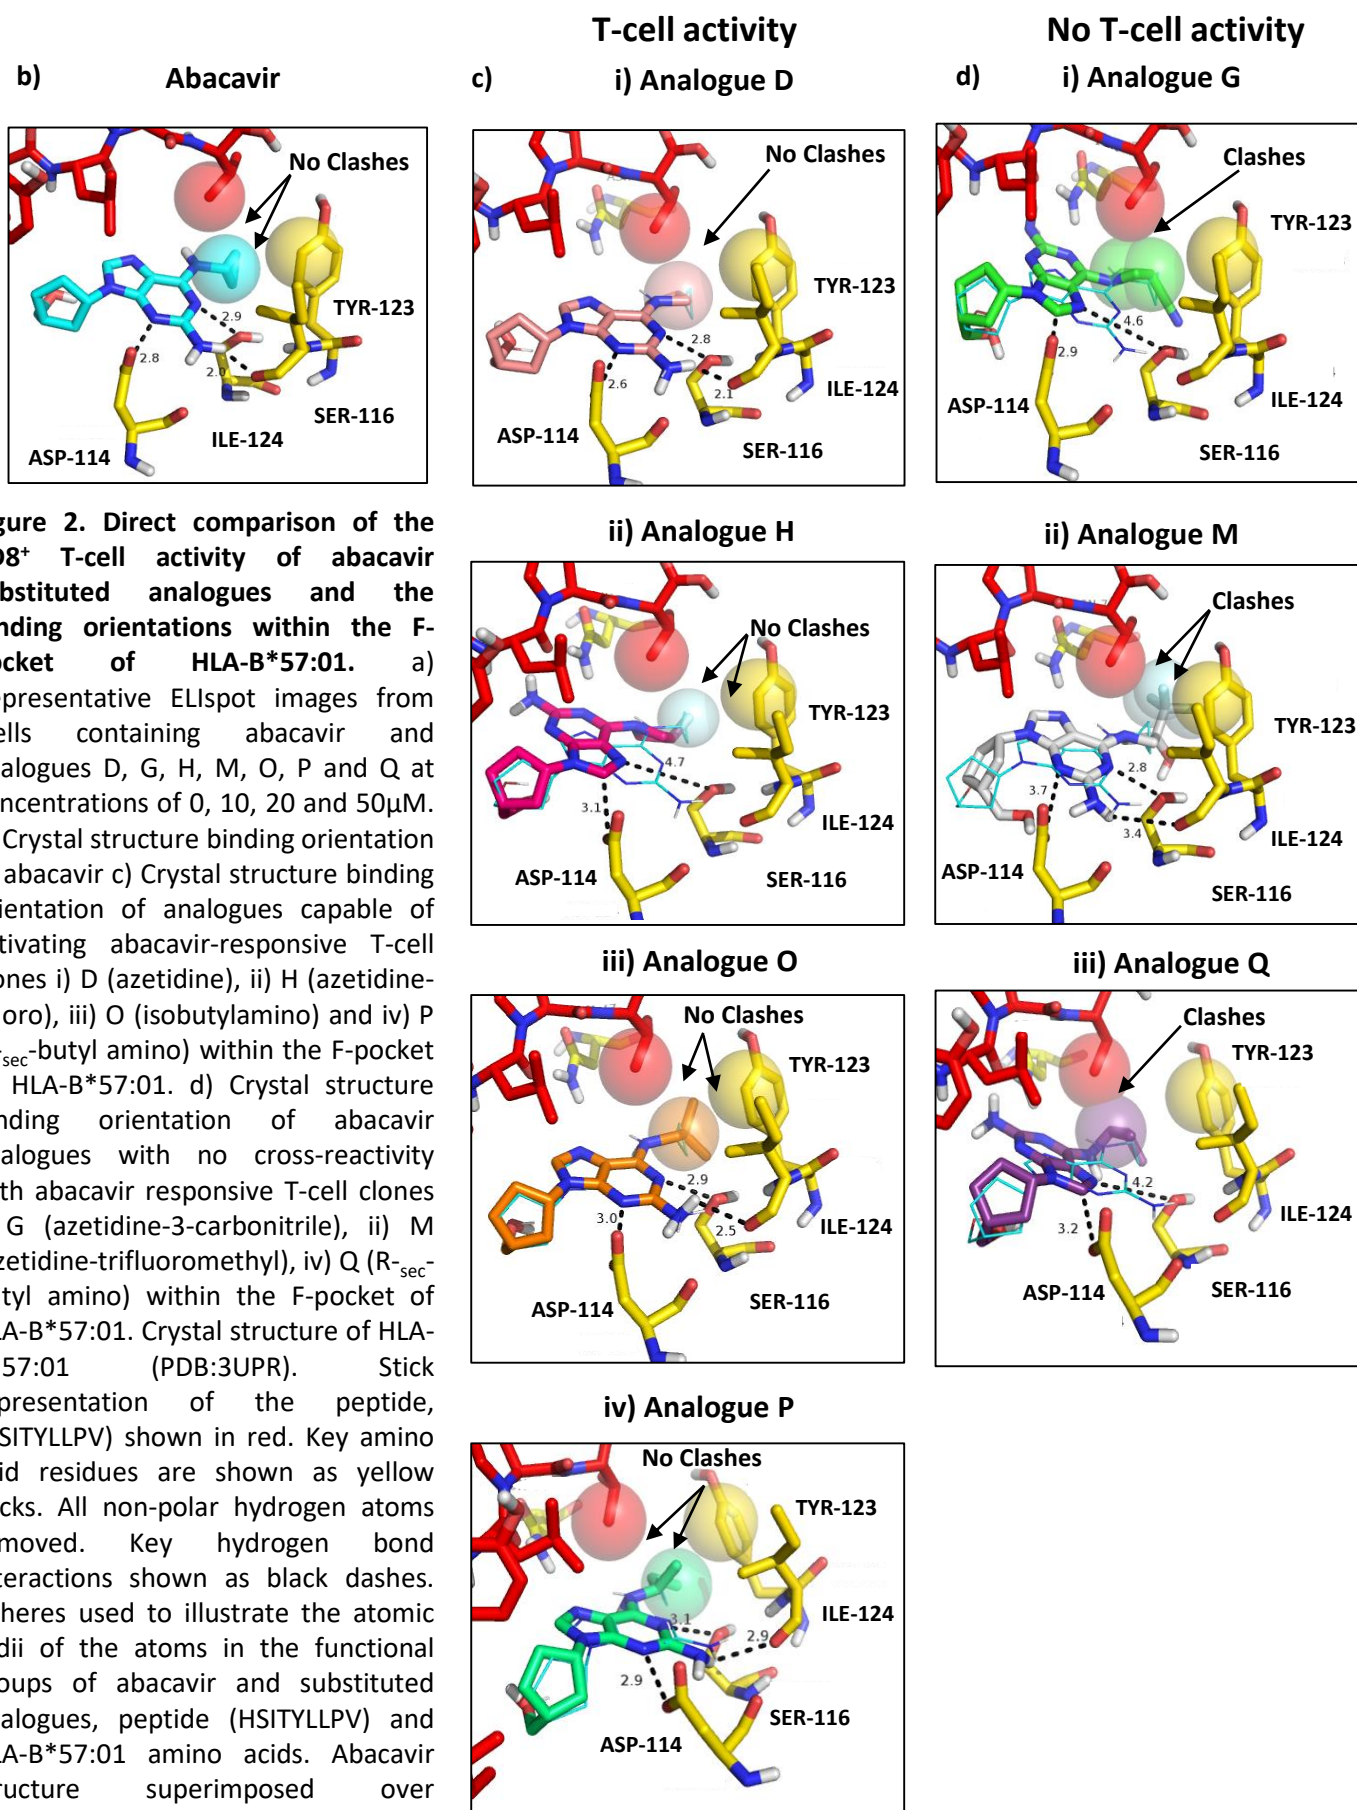 T-cell activity
No T-cell activity
b)
Abacavir
c)
i) Analogue D
d)
i) Analogue G
No Clashes
2.9
2.8
2.0
TYR-123
SER-116
ILE-124
ASP-114
No Clashes
TYR-123
2.8
2.6
2.1
ILE-124
ASP-114
SER-116
Clashes
TYR-123
4.6
2.9
ILE-124
ASP-114
SER-116
ii) Analogue H
No Clashes
TYR-123
4.7
3.1
ILE-124
ASP-114
SER-116
ii) Analogue M
Clashes
TYR-123
2.8
3.7
3.4
ILE-124
ASP-114
SER-116
iii) Analogue O
No Clashes
TYR-123
2.9
3.0
2.5
ILE-124
SER-116
ASP-114
iii) Analogue Q
Clashes
TYR-123
4.2
3.2
ILE-124
SER-116
ASP-114
iv) Analogue P
No Clashes
TYR-123
3.1
2.9
2.9
ILE-124
SER-116
ASP-114
gure 2. Direct comparison of the
D8+ T-cell activity of abacavir
bstituted analogues and the
nding orientations within the F-
ocket of HLA-B*57:01. a)
epresentative ELIspot images from
ells containing abacavir and
nalogues D, G, H, M, O, P and Q at
oncentrations of 0, 10, 20 and 50µM.
Crystal structure binding orientation
abacavir c) Crystal structure binding
ientation of analogues capable of
tivating abacavir-responsive T-cell
ones i) D (azetidine), ii) H (azetidine-
oro), iii) O (isobutylamino) and iv) P
-sec-butyl amino) within the F-pocket
HLA-B*57:01. d) Crystal structure
nding orientation of abacavir
nalogues with no cross-reactivity
th abacavir responsive T-cell clones
G (azetidine-3-carbonitrile), ii) M
zetidine-trifluoromethyl), iv) Q (R-sec-
tyl amino) within the F-pocket of
LA-B*57:01. Crystal structure of HLA-
57:01 (PDB:3UPR). Stick
presentation of the peptide,
SITYLLPV) shown in red. Key amino
id residues are shown as yellow
icks. All non-polar hydrogen atoms
moved. Key hydrogen bond
teractions shown as black dashes.
heres used to illustrate the atomic
dii of the atoms in the functional
oups of abacavir and substituted
nalogues, peptide (HSITYLLPV) and
LA-B*57:01 amino acids. Abacavir
ructure superimposed over